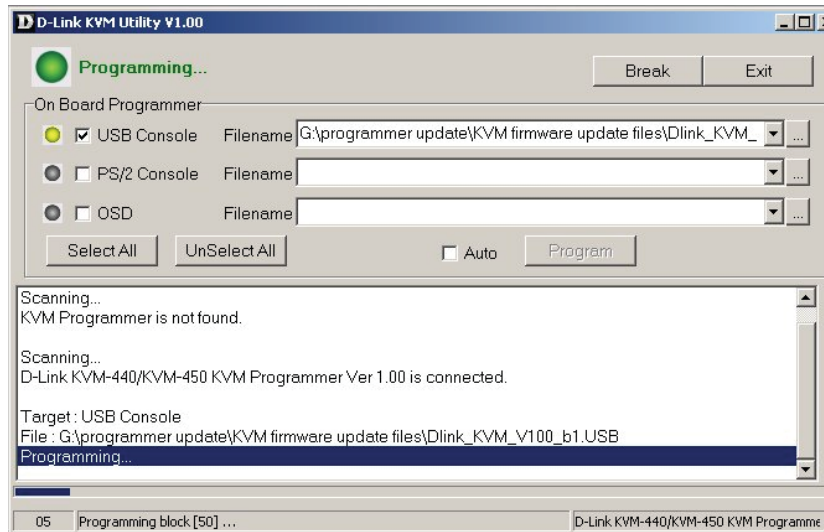 D-Link KVM Utility V1.00
Programming...
Break
Exit
On Board Programmer
USB Console Filename G:\programmer update\KVM firmware update files\Dlink_KVM_ ...
PS/2 Console Filename ...
OSD Filename ...
Select All UnSelect All Auto Program
Scanning...
KVM Programmer is not found.
Scanning...
D-Link KVM-440/KVM-450 KVM Programmer Ver 1.00 is connected.
Target : USB Console
File : G:\programmer update\KVM firmware update files\Dlink_KVM_V100_b1.USB
Programming...
05 Programming block [50] ... D-Link KVM-440/KVM-450 KVM Programme